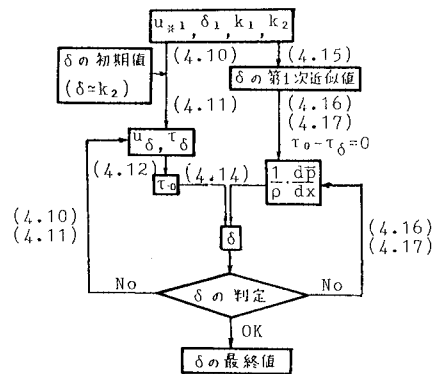 u*1, δ1, k1, k2
δ の初期値
(δ≃k2)
(4.10)
(4.15)
δ の第1次近似値
(4.11)
(4.16)
(4.17)
τ0-τδ=0
uδ, τδ
(4.12)
(4.14)
τ0
1/ρ · dp̄/dx
(4.10)
(4.11)
δ
(4.16)
(4.17)
No
δ の判定
No
OK
δの最終値